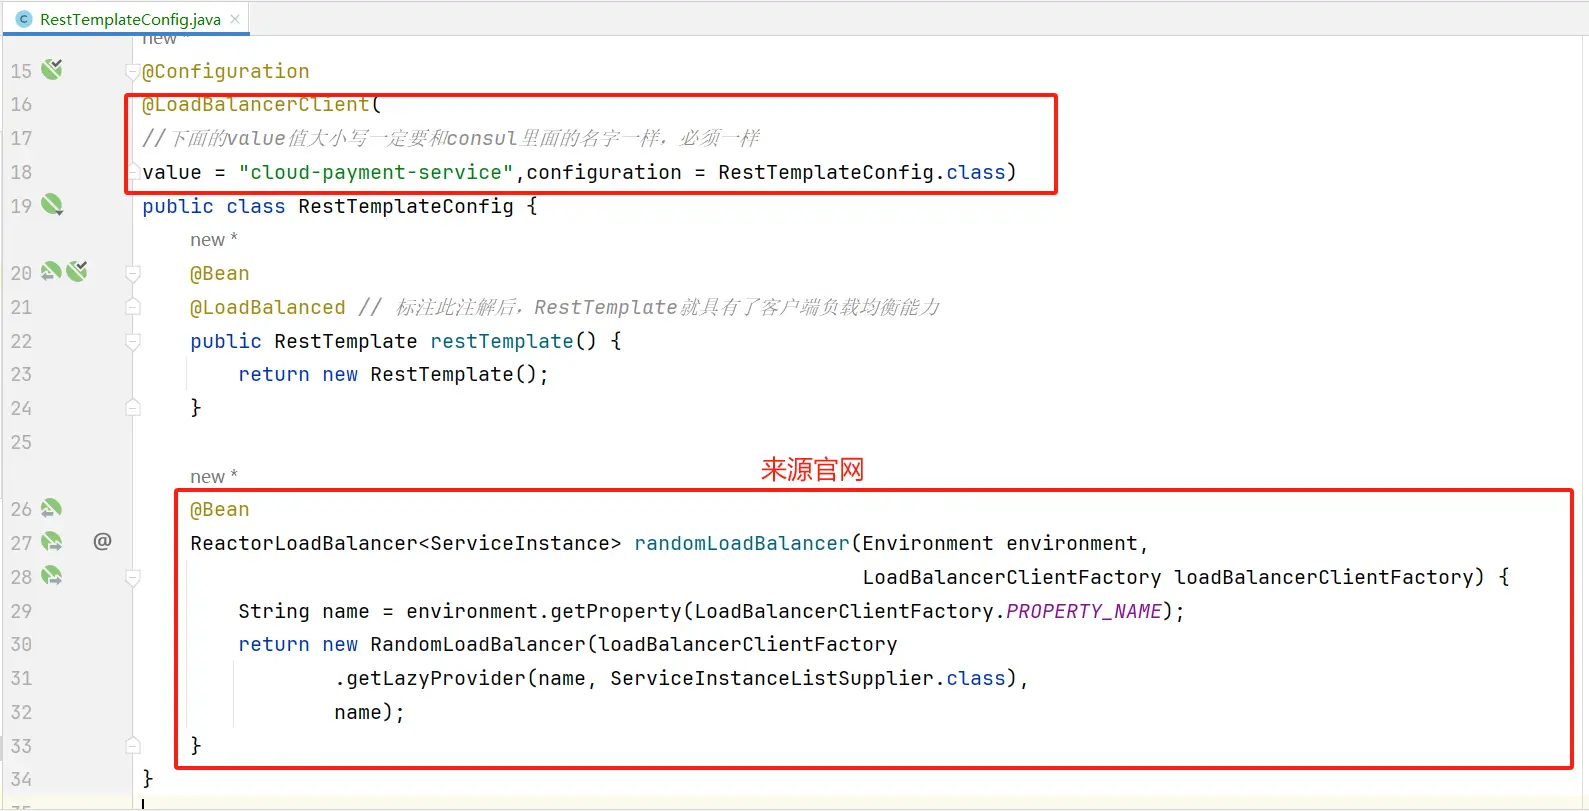 RestTemplateConfig.java
new *
15 @Configuration
16 @LoadBalancerClient(
17 //下面的value值大小写一定要和consul里面的名字一样，必须一样
18 value = "cloud-payment-service",configuration = RestTemplateConfig.class)
19 public class RestTemplateConfig {
new *
20 @Bean
21 @LoadBalanced // 标注此注解后，RestTemplate就具有了客户端负载均衡能力
22 public RestTemplate restTemplate() {
23 return new RestTemplate();
24 }
25
来源官网
new *
26 @Bean
27 @ ReactorLoadBalancer<ServiceInstance> randomLoadBalancer(Environment environment,
28 LoadBalancerClientFactory loadBalancerClientFactory) {
29 String name = environment.getProperty(LoadBalancerClientFactory.PROPERTY_NAME);
30 return new RandomLoadBalancer(loadBalancerClientFactory
31 .getLazyProvider(name, ServiceInstanceListSupplier.class),
32 name);
33 }
34 }